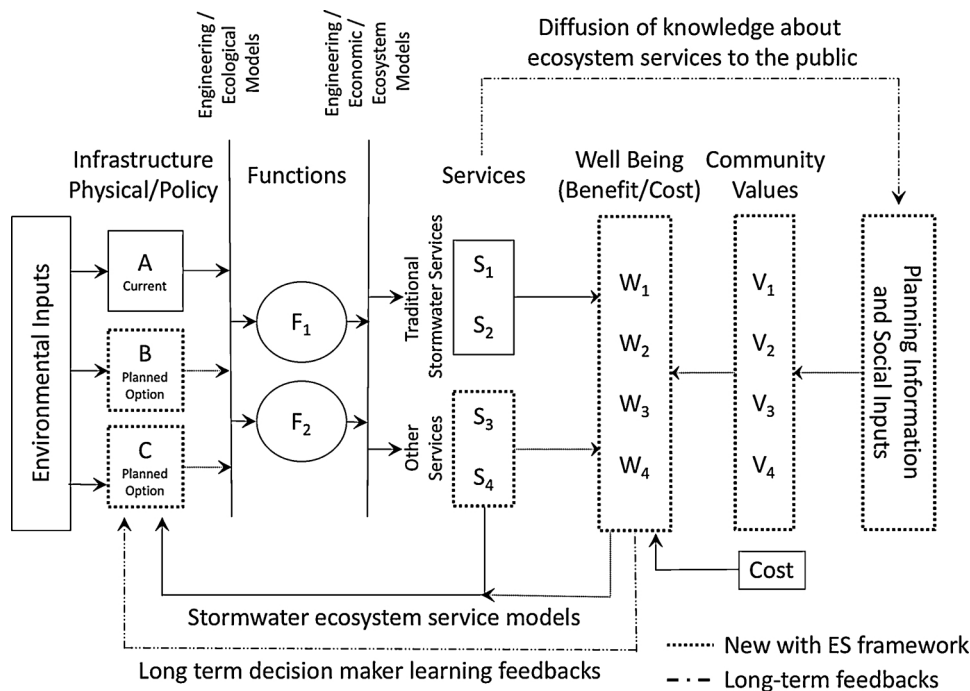 Diffusion of knowledge about
ecosystem services to the public
Engineering /
Ecological
Models
Engineering /
Economic /
Ecosystem
Models
Infrastructure
Physical/Policy
Functions
Services
Well Being
(Benefit/Cost)
Community
Values
Environmental Inputs
A
Current
B
Planned
Option
C
Planned
Option
F1
F2
Traditional
Stormwater Services
Other
Services
S1
S2
S3
S4
W1
W2
W3
W4
V1
V2
V3
V4
Planning Information
and Social Inputs
Cost
Stormwater ecosystem service models
Long term decision maker learning feedbacks
New with ES framework
Long-term feedbacks